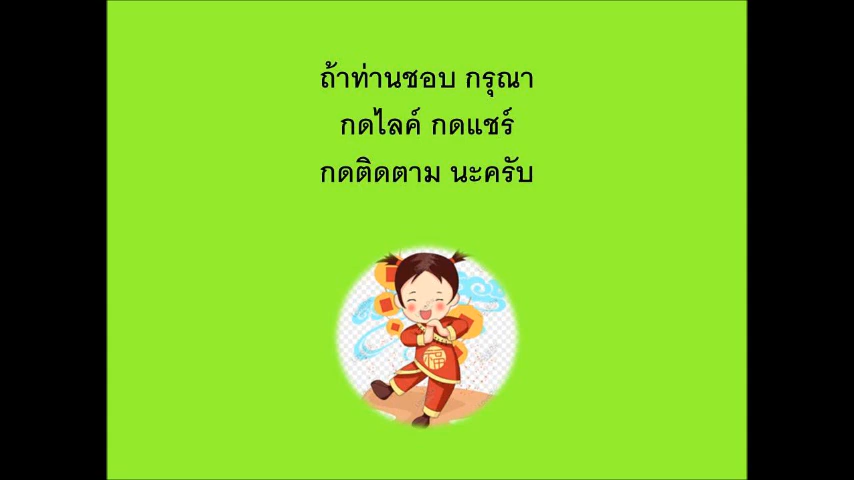 ถ้าท่านชอบ กรุณา
กดไลค์ กดแชร์
กดติดตาม นะครับ
福